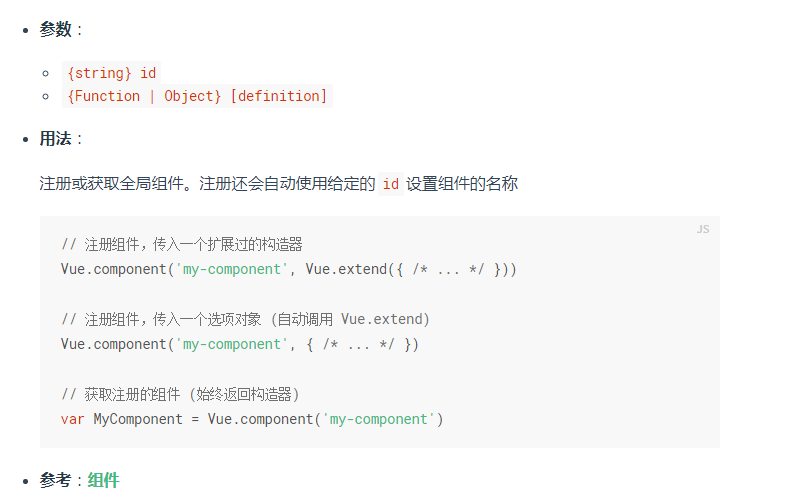 参数：
{string} id
{Function | Object} [definition]
用法：
注册或获取全局组件。注册还会自动使用给定的 id 设置组件的名称
JS
// 注册组件，传入一个扩展过的构造器
Vue.component('my-component', Vue.extend({ /* ... */ }))
// 注册组件，传入一个选项对象 (自动调用 Vue.extend)
Vue.component('my-component', { /* ... */ })
// 获取注册的组件 (始终返回构造器)
var MyComponent = Vue.component('my-component')
参考：组件